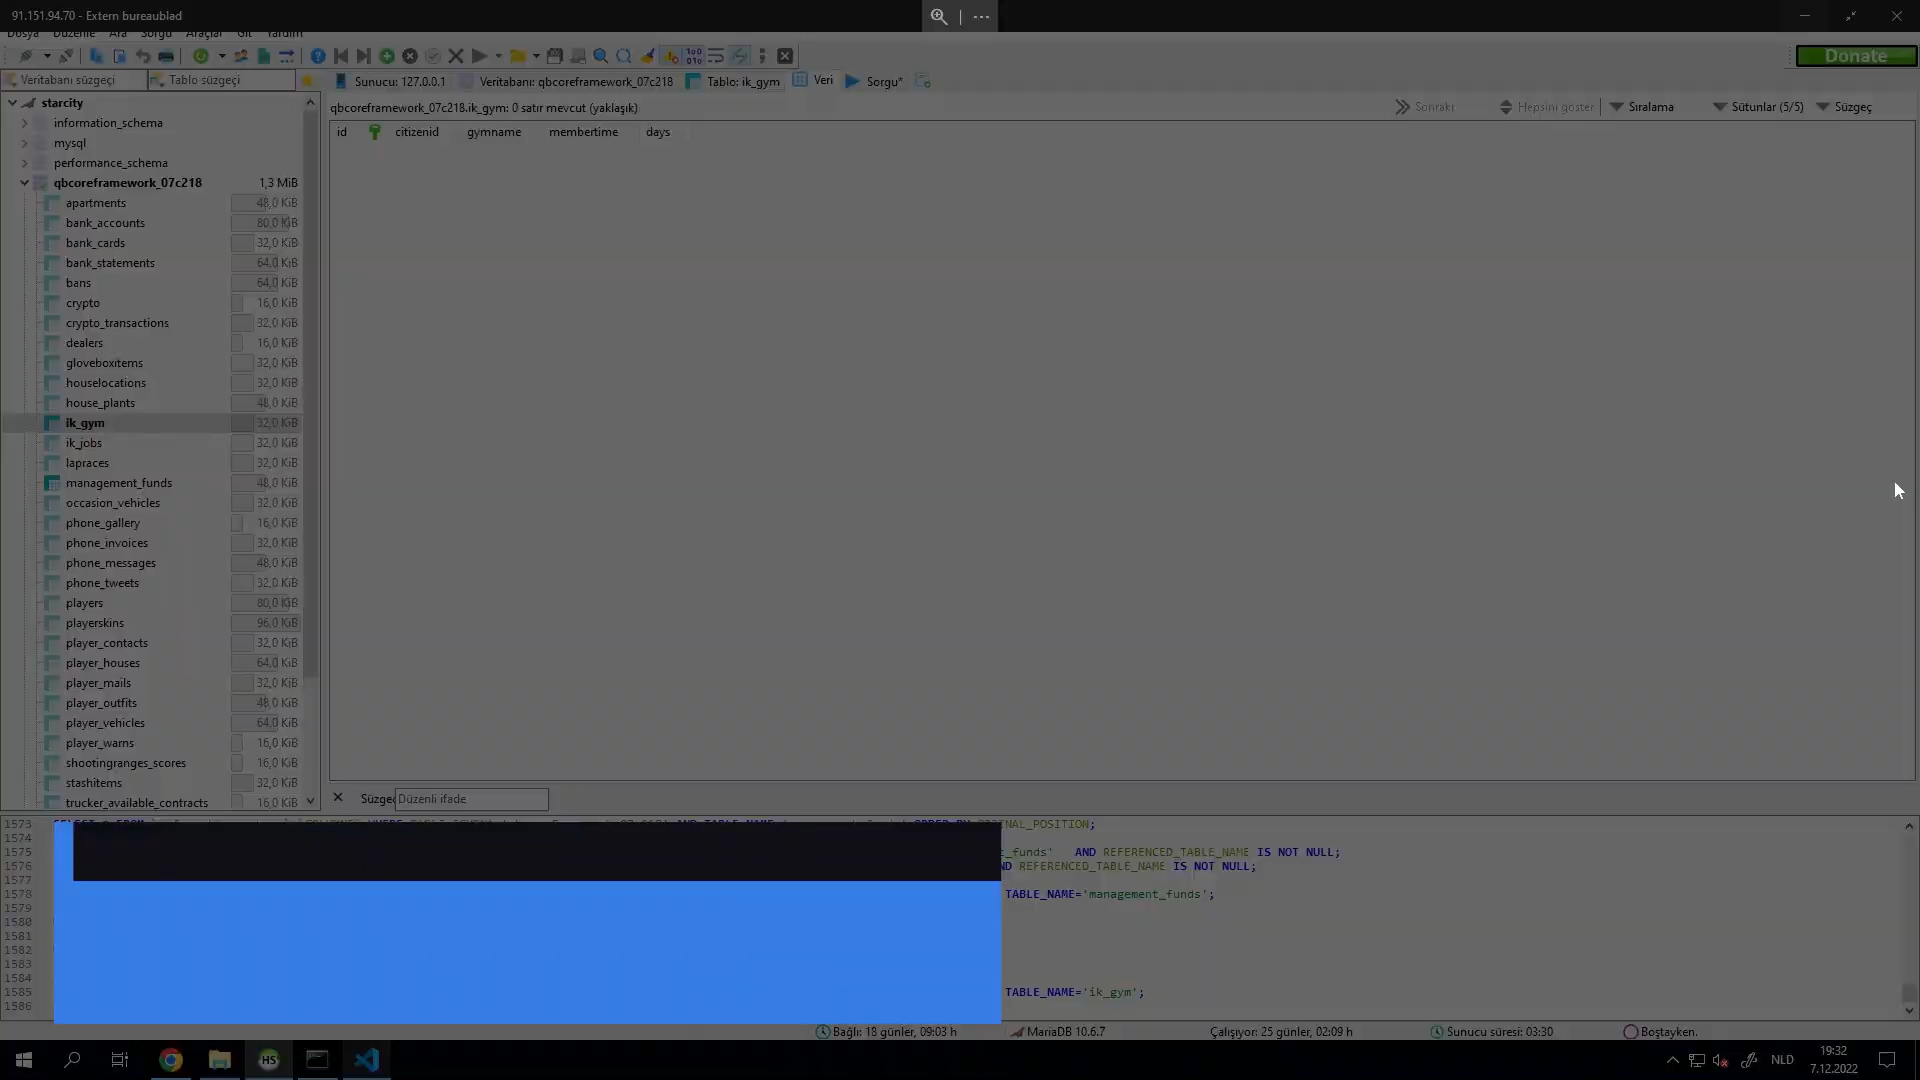 91.151.94.70 - Extern bureaublad
Dosya Düzenle Ara Sorgu Araçlar Git Yardım
Donate
Veritabanı süzgeçi
Tablo süzgeçi
Sunucu: 127.0.0.1
Veritabanı: qbcoreframework_07c218
Tablo: ik_gym
Veri
Sorgu*
starcity
qbcoreframework_07c218.ik_gym: 0 satır mevcut (yaklaşık)
Sonraki
Hepsini göster
Sıralama
Sütunlar (5/5)
Süzgeç
id citizenid gymname membertime days
information_schema
mysql
performance_schema
qbcoreframework_07c218 1,3 MiB
apartments 48,0 KiB
bank_accounts 80,0 KiB
bank_cards 32,0 KiB
bank_statements 64,0 KiB
bans 64,0 KiB
crypto 16,0 KiB
crypto_transactions 32,0 KiB
dealers 16,0 KiB
gloveboxitems 32,0 KiB
houselocations 32,0 KiB
house_plants 48,0 KiB
ik_gym 32,0 KiB
ik_jobs 32,0 KiB
lapraces 32,0 KiB
management_funds 48,0 KiB
occasion_vehicles 32,0 KiB
phone_gallery 16,0 KiB
phone_invoices 32,0 KiB
phone_messages 48,0 KiB
phone_tweets 32,0 KiB
players 80,0 KiB
playerskins 96,0 KiB
player_contacts 32,0 KiB
player_houses 64,0 KiB
player_mails 32,0 KiB
player_outfits 48,0 KiB
player_vehicles 64,0 KiB
player_warns 16,0 KiB
shootingranges_scores 16,0 KiB
stashitems 32,0 KiB
trucker_available_contracts 16,0 KiB
Süzgeç
Düzenli ifade
1573 INAL_POSITION;
1574
1575 t_funds' AND REFERENCED_TABLE_NAME IS NOT NULL;
1576 ND REFERENCED_TABLE_NAME IS NOT NULL;
1577
1578 TABLE_NAME='management_funds';
1579
1580
1581
1582
1583
1584
1585 TABLE_NAME='ik_gym';
1586
Bağlı: 18 günler, 09:03 h
MariaDB 10.6.7
Çalışıyor: 25 günler, 02:09 h
Sunucu süresi: 03:30
Boştayken.
HS
NLD
19:32
7.12.2022